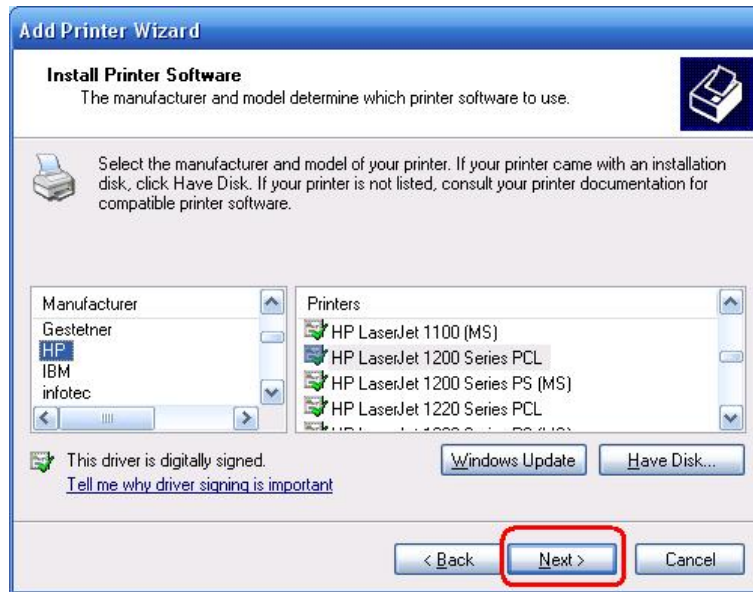 Add Printer Wizard
Install Printer Software
The manufacturer and model determine which printer software to use.
Select the manufacturer and model of your printer. If your printer came with an installation
disk, click Have Disk. If your printer is not listed, consult your printer documentation for
compatible printer software.
Manufacturer
Gestetner
HP
IBM
infotec
Printers
HP LaserJet 1100 (MS)
HP LaserJet 1200 Series PCL
HP LaserJet 1200 Series PS (MS)
HP LaserJet 1220 Series PCL
This driver is digitally signed.
Tell me why driver signing is important
Windows Update
Have Disk...
< Back
Next >
Cancel